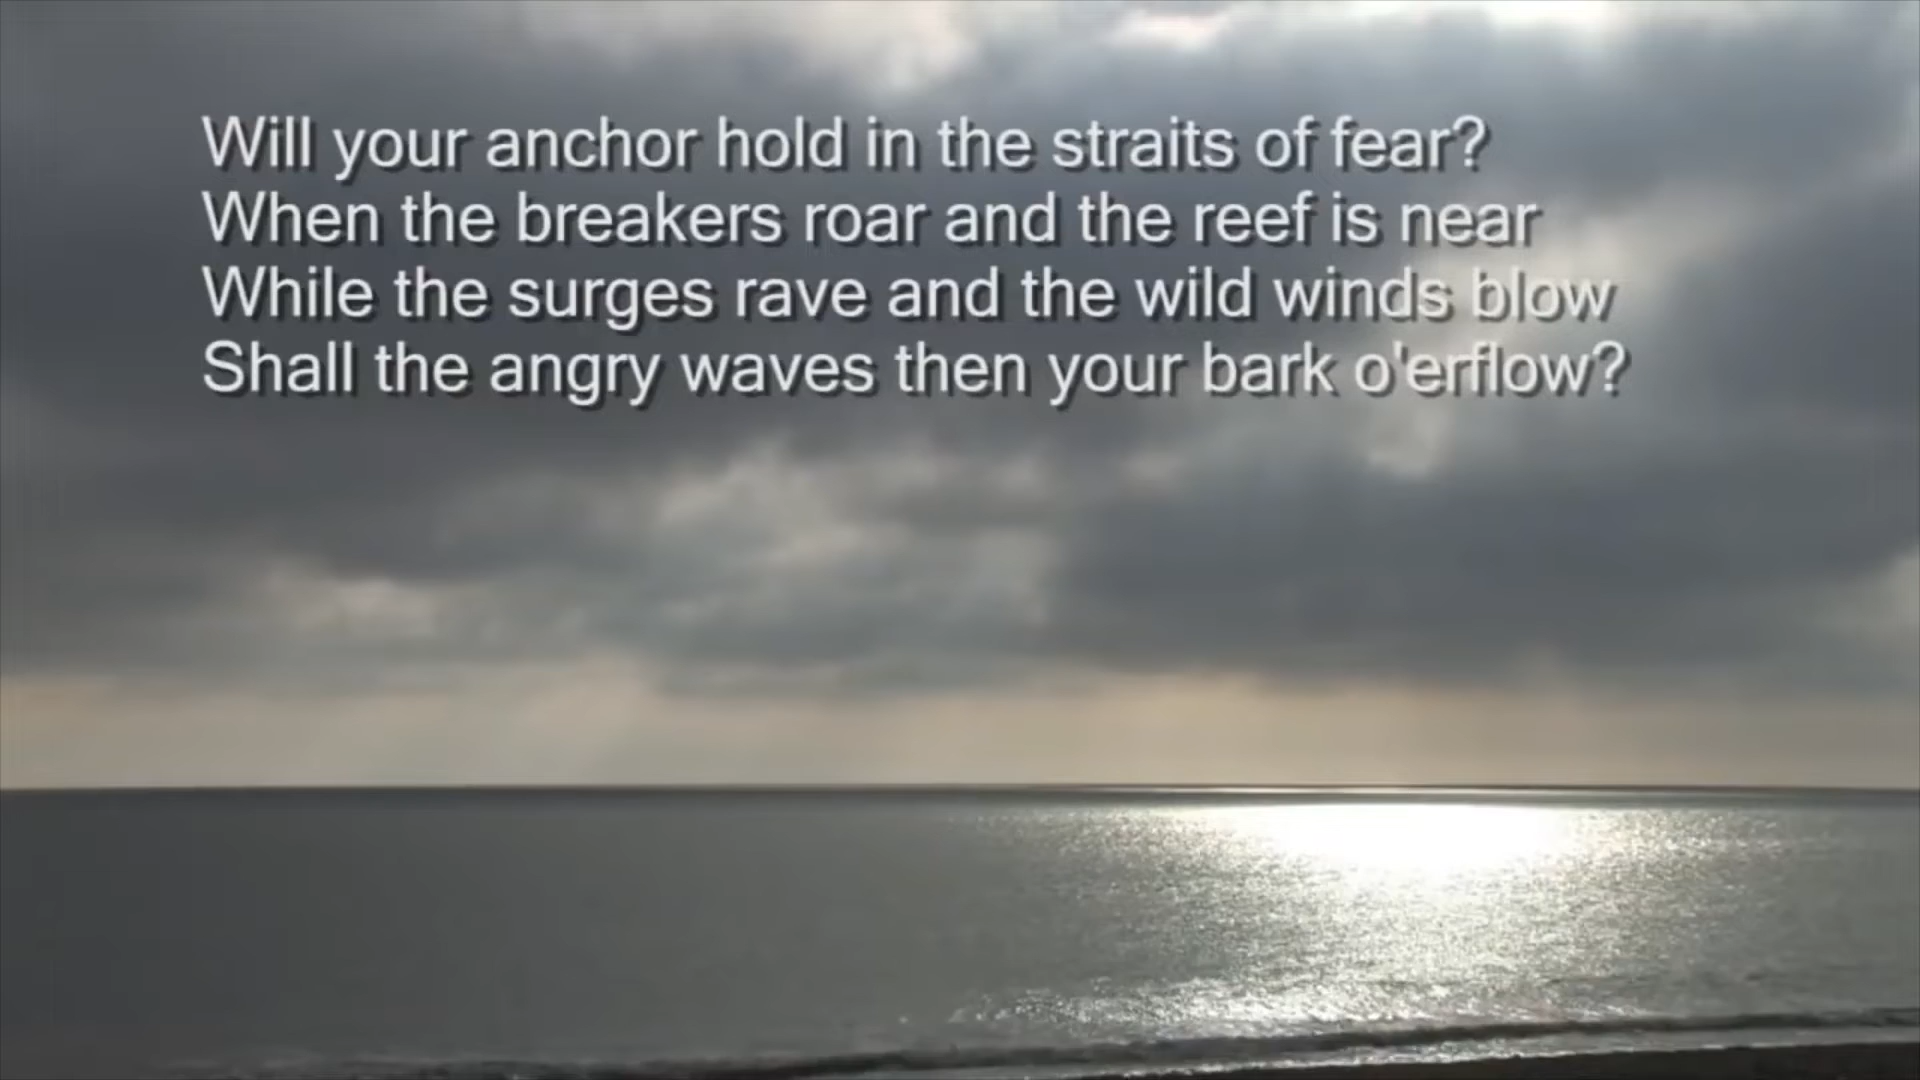 Will your anchor hold in the straits of fear?
When the breakers roar and the reef is near
While the surges rave and the wild winds blow
Shall the angry waves then your bark o'erflow?